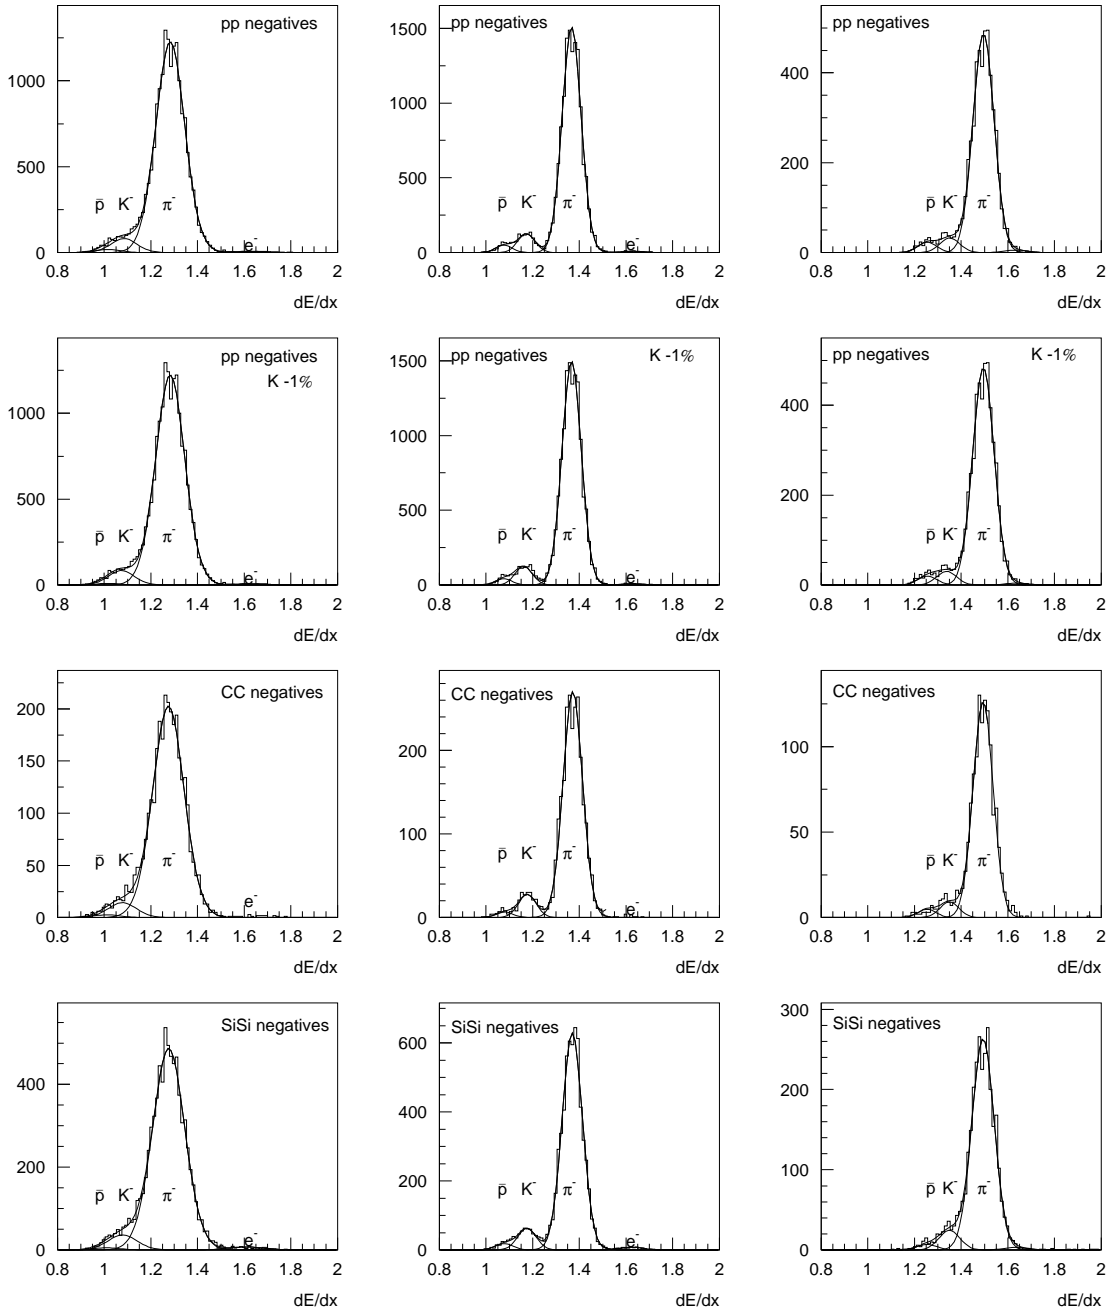 pp negatives
1000
500
0
p̄ K⁻ π⁻ e⁻
0.8 1 1.2 1.4 1.6 1.8 2
dE/dx
pp negatives
1500
1000
500
0
p̄ K⁻ π⁻ e⁻
0.8 1 1.2 1.4 1.6 1.8 2
dE/dx
pp negatives
400
200
0
p̄ K⁻ π⁻
0.8 1 1.2 1.4 1.6 1.8 2
dE/dx
pp negatives
K -1%
1000
500
0
p̄ K⁻ π⁻ e⁻
0.8 1 1.2 1.4 1.6 1.8 2
dE/dx
pp negatives K -1%
1500
1000
500
0
p̄ K⁻ π⁻ e⁻
0.8 1 1.2 1.4 1.6 1.8 2
dE/dx
pp negatives K -1%
400
200
0
p̄ K⁻ π⁻
0.8 1 1.2 1.4 1.6 1.8 2
dE/dx
CC negatives
200
150
100
50
0
p̄ K⁻ π⁻ e⁻
0.8 1 1.2 1.4 1.6 1.8 2
dE/dx
CC negatives
200
100
0
p̄ K⁻ π⁻ e⁻
0.8 1 1.2 1.4 1.6 1.8 2
dE/dx
CC negatives
100
50
0
p̄ K⁻ π⁻
0.8 1 1.2 1.4 1.6 1.8 2
dE/dx
SiSi negatives
400
200
0
p̄ K⁻ π⁻ e⁻
0.8 1 1.2 1.4 1.6 1.8 2
dE/dx
SiSi negatives
600
400
200
0
p̄ K⁻ π⁻ e⁻
0.8 1 1.2 1.4 1.6 1.8 2
dE/dx
SiSi negatives
300
200
100
0
p̄ K⁻ π⁻
0.8 1 1.2 1.4 1.6 1.8 2
dE/dx